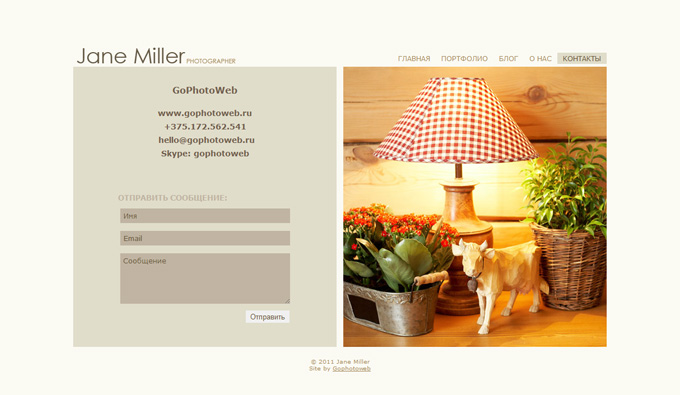 Jane Miller PHOTOGRAPHER
ГЛАВНАЯ ПОРТФОЛИО БЛОГ О НАС КОНТАКТЫ
GoPhotoWeb
www.gophotoweb.ru
+375.172.562.541
hello@gophotoweb.ru
Skype: gophotoweb
ОТПРАВИТЬ СООБЩЕНИЕ:
Имя
Email
Сообщение
Отправить
© 2011 Jane Miller
Site by Gophotoweb